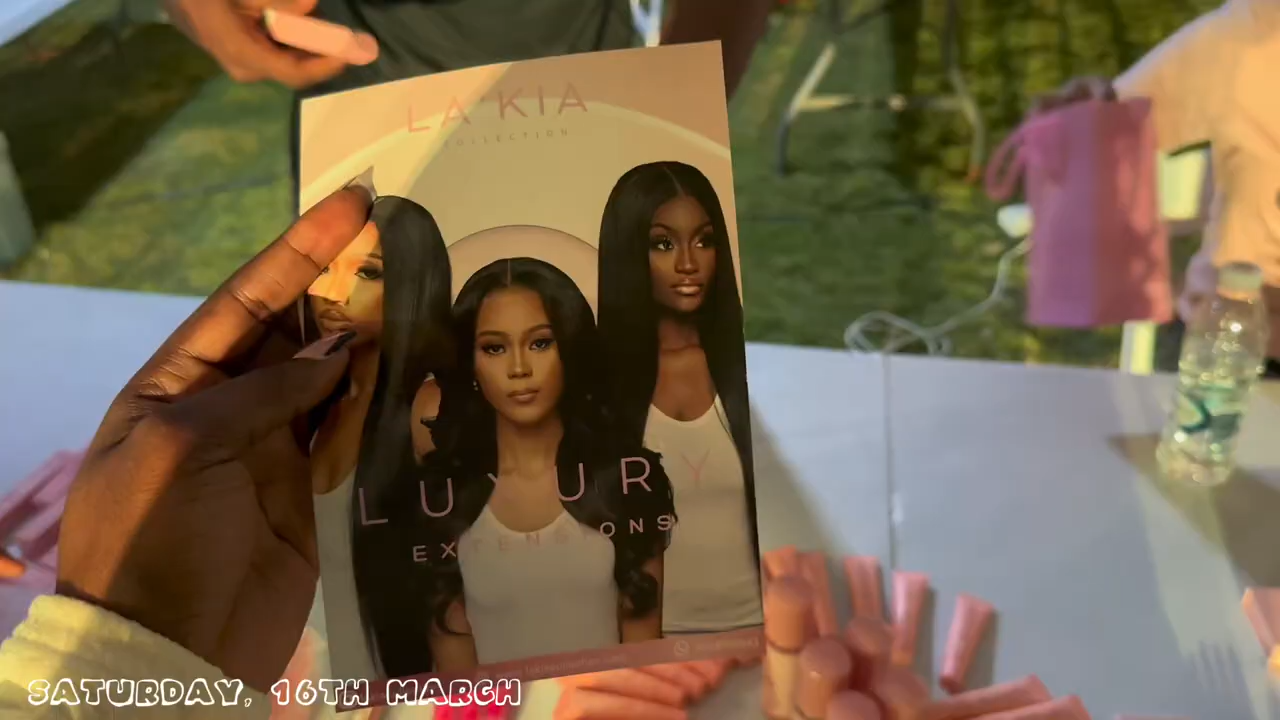 LA'KIA
COLLECTION
LUXURY
EXTENSIONS
SATURDAY, 16TH MARCH